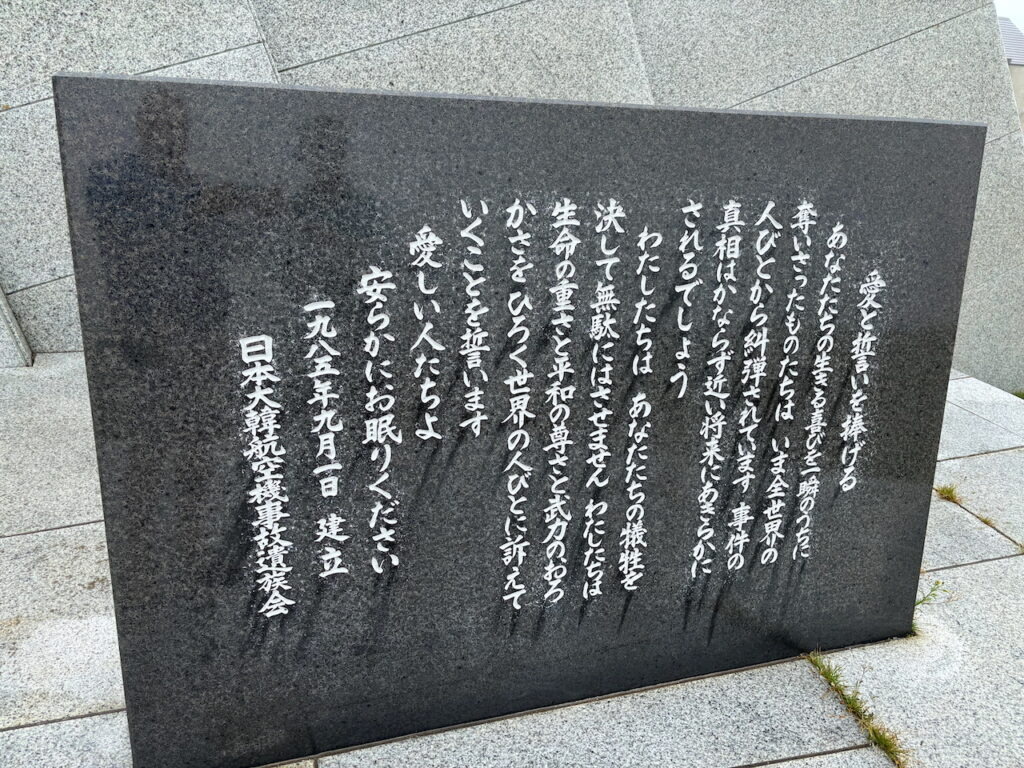 愛と誓いを捧げる
あなたたちの生きる喜びを一瞬のうちに
奪いさったものたちは いま全世界の
人びとから糾弾されています 事件の
真相はかならず近い将来にあきらかに
されるでしょう
わたしたちは あなたたちの犠牲を
決して無駄にはさせません わたしたちは
生命の重さと平和の尊さと武力のおろ
かさをひろく世界の人びとに訴えて
いくことを誓います
愛しい人たちよ
安らかにお眠りください
一九八五年九月一日 建立
日本大韓航空機事故遺族会